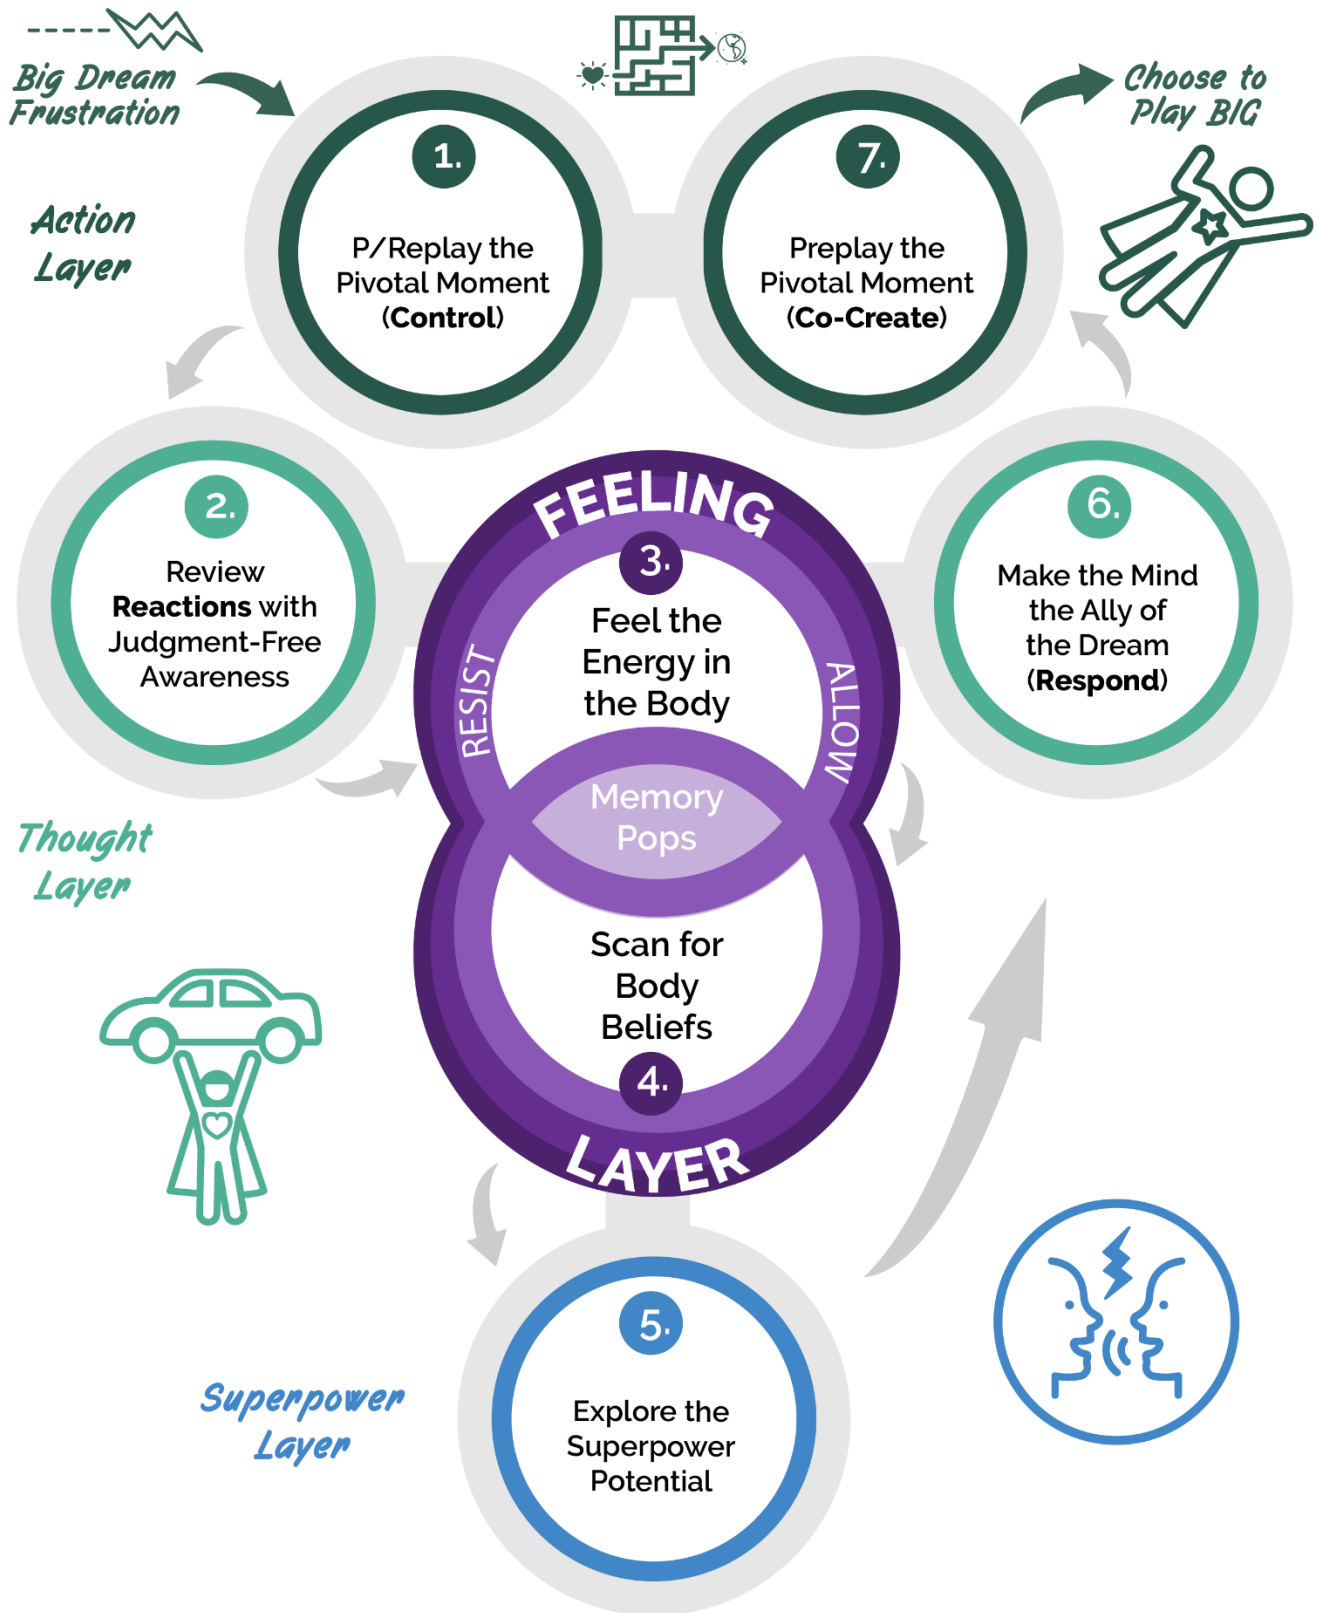 Big Dream
Frustration
Choose to
Play BIG
Action
Layer
1.
P/Replay the
Pivotal Moment
(Control)
7.
Preplay the
Pivotal Moment
(Co-Create)
2.
Review
Reactions with
Judgment-Free
Awareness
FEELING
3.
Feel the
Energy in
the Body
RESIST
ALLOW
Memory
Pops
Scan for
Body
Beliefs
4.
LAYER
6.
Make the Mind
the Ally of
the Dream
(Respond)
Thought
Layer
Superpower
Layer
5.
Explore the
Superpower
Potential